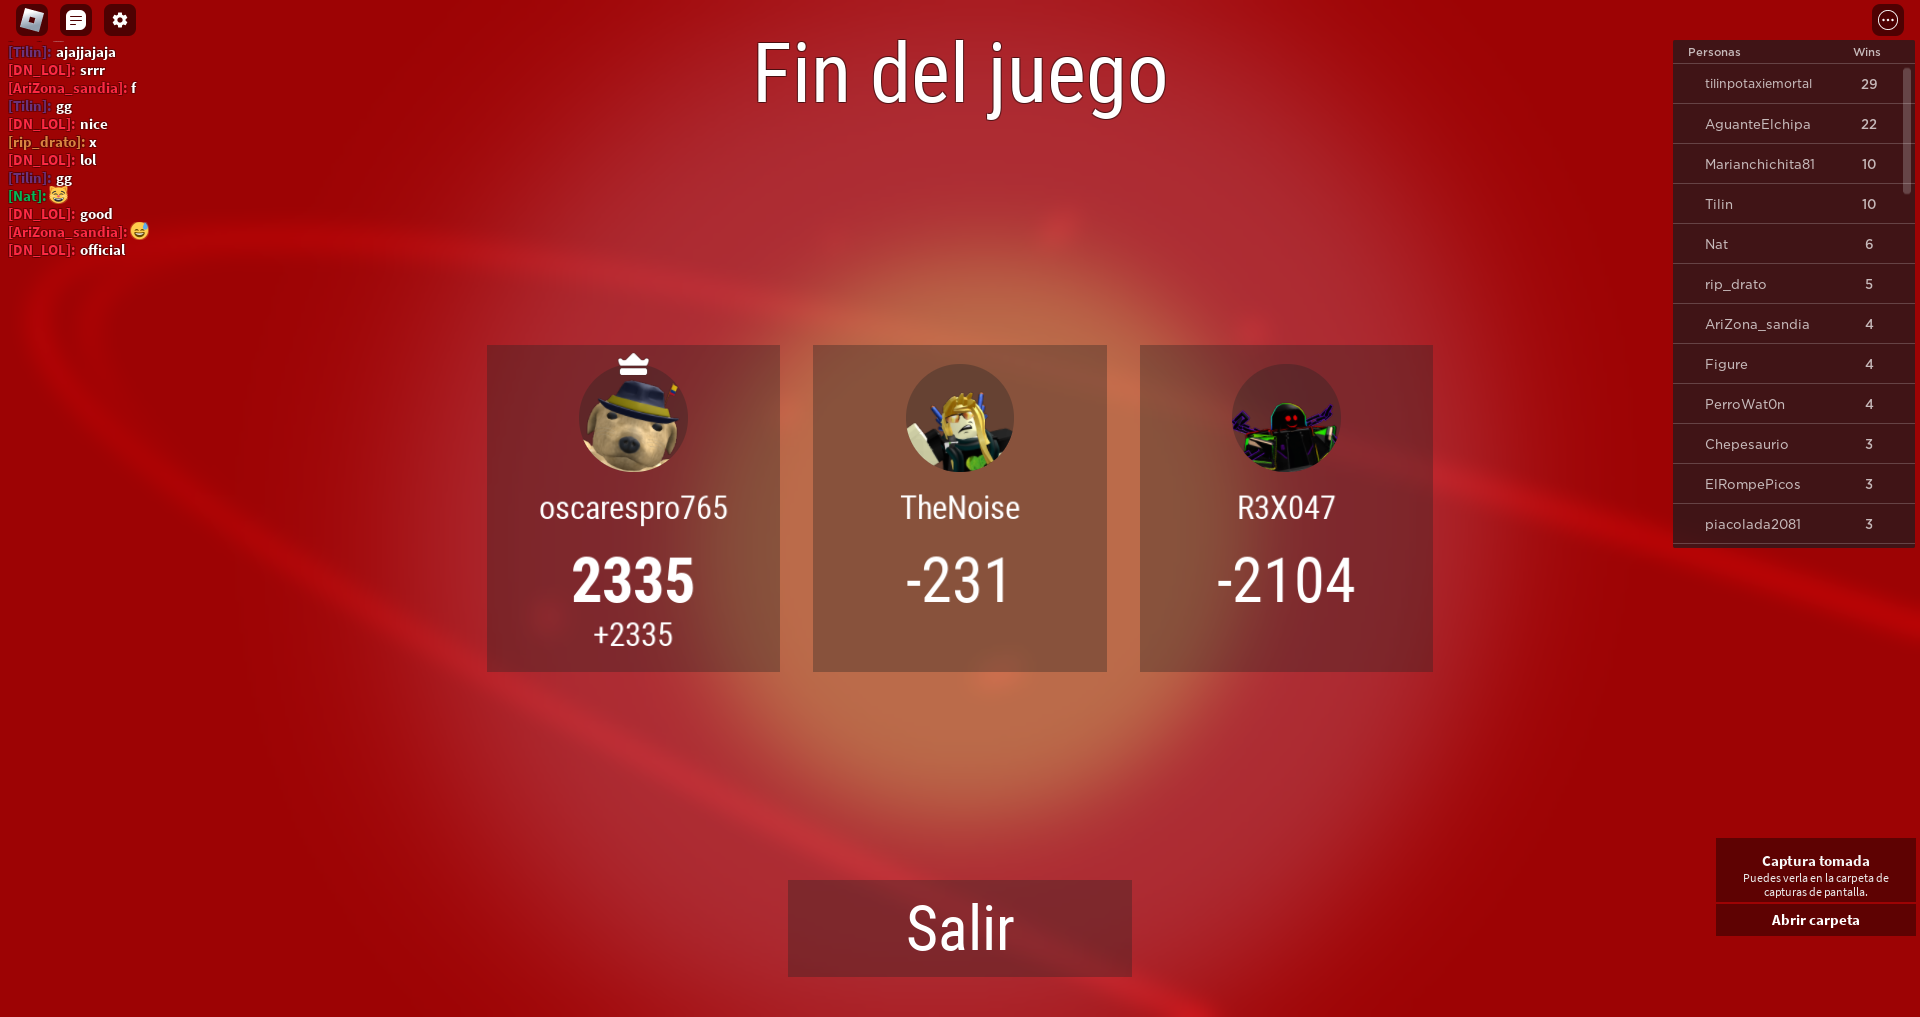 [Tilin]: ajajjajaja
[DN_LOL]: srrr
[AriZona_sandia]: f
[Tilin]: gg
[DN_LOL]: nice
[rip_drato]: x
[DN_LOL]: lol
[Tilin]: gg
[Nat]: 😹
[DN_LOL]: good
[AriZona_sandia]: 😅
[DN_LOL]: official
Fin del juego
Personas Wins
tilinpotaxiemortal 29
AguanteElchipa 22
Marianchichita81 10
Tilin 10
Nat 6
rip_drato 5
AriZona_sandia 4
Figure 4
PerroWat0n 4
Chepesaurio 3
ElRompePicos 3
piacolada2081 3
oscarespro765
2335
+2335
TheNoise
-231
R3X047
-2104
Salir
Captura tomada
Puedes verla en la carpeta de
capturas de pantalla.
Abrir carpeta